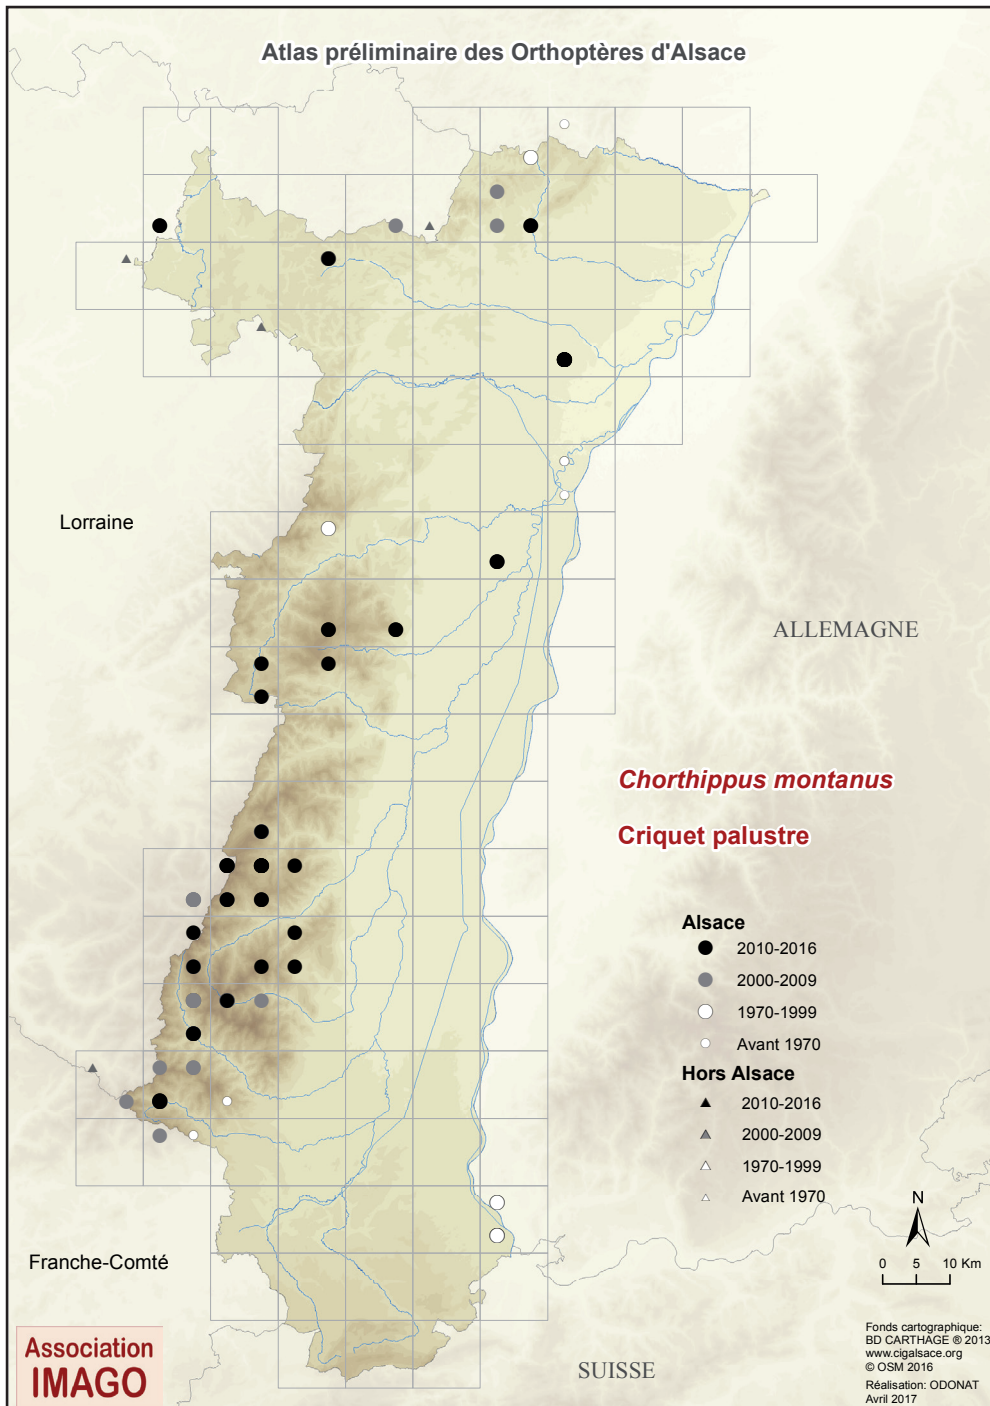 Atlas préliminaire des Orthoptères d'Alsace
Lorraine
ALLEMAGNE
Chorthippus montanus
Criquet palustre
Alsace
2010-2016
2000-2009
1970-1999
Avant 1970
Hors Alsace
2010-2016
2000-2009
1970-1999
Avant 1970
N
0 5 10 Km
Franche-Comté
SUISSE
Association
IMAGO
Fonds cartographique:
BD CARTHAGE ® 2013
www.cigalsace.org
© OSM 2016
Réalisation: ODONAT
Avril 2017